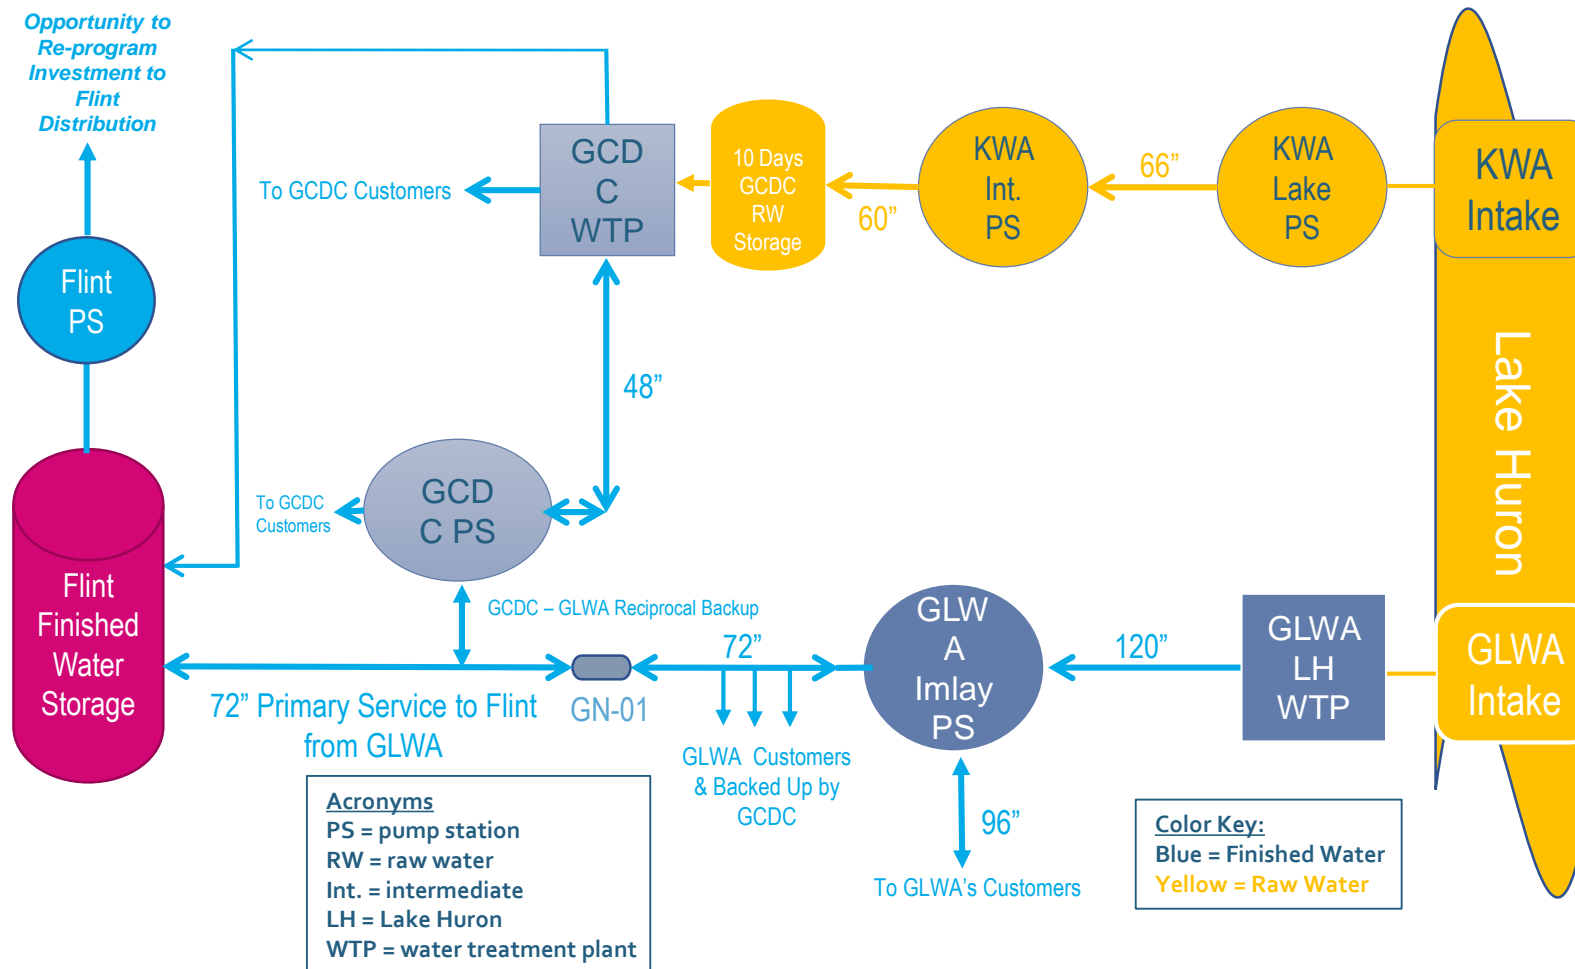 Opportunity to
Re-program
Investment to
Flint
Distribution
Flint
PS
Flint
Finished
Water
Storage
To GCDC Customers
GCD
C
WTP
10 Days
GCDC
RW
Storage
60”
KWA
Int.
PS
66”
KWA
Lake
PS
KWA
Intake
48”
To GCDC
Customers
GCD
C PS
GCDC – GLWA Reciprocal Backup
72” Primary Service to Flint
from GLWA
GN-01
72”
GLWA Customers
& Backed Up by
GCDC
GLW
A
Imlay
PS
96”
To GLWA’s Customers
120”
GLWA
LH
WTP
GLWA
Intake
Lake Huron
Acronyms
PS = pump station
RW = raw water
Int. = intermediate
LH = Lake Huron
WTP = water treatment plant
Color Key:
Blue = Finished Water
Yellow = Raw Water